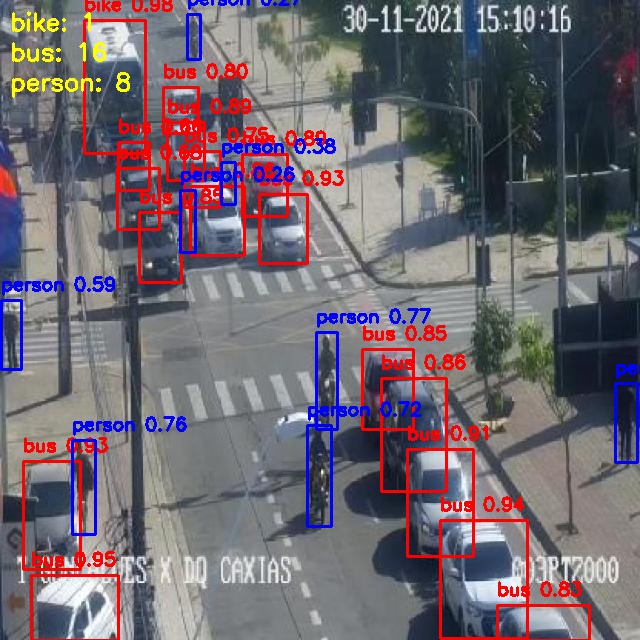 bike: 1
bus: 16
person: 8
30-11-2021 15:10:16
bike 0.98
person 0.27
bus 0.80
bus 0.89
0.75
0.80
person 0.38
person 0.26
0.93
person 0.59
person 0.77
bus 0.85
bus 0.86
person 0.72
person 0.76
bus 0.93
bus 0.91
bus 0.94
bus 0.95
X DQ CAXIAS
bus 0.83